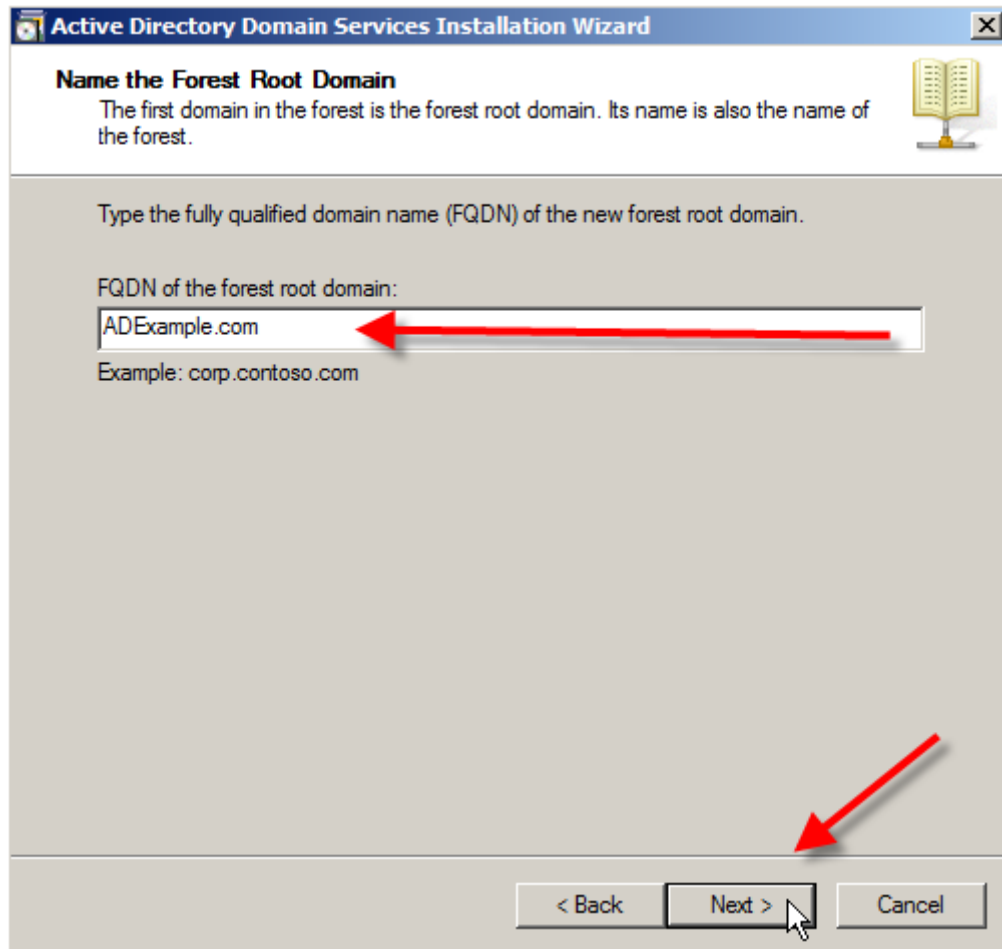 Active Directory Domain Services Installation Wizard
Name the Forest Root Domain
The first domain in the forest is the forest root domain. Its name is also the name of
the forest.
Type the fully qualified domain name (FQDN) of the new forest root domain.
FQDN of the forest root domain:
ADExample.com
Example: corp.contoso.com
< Back Next > Cancel